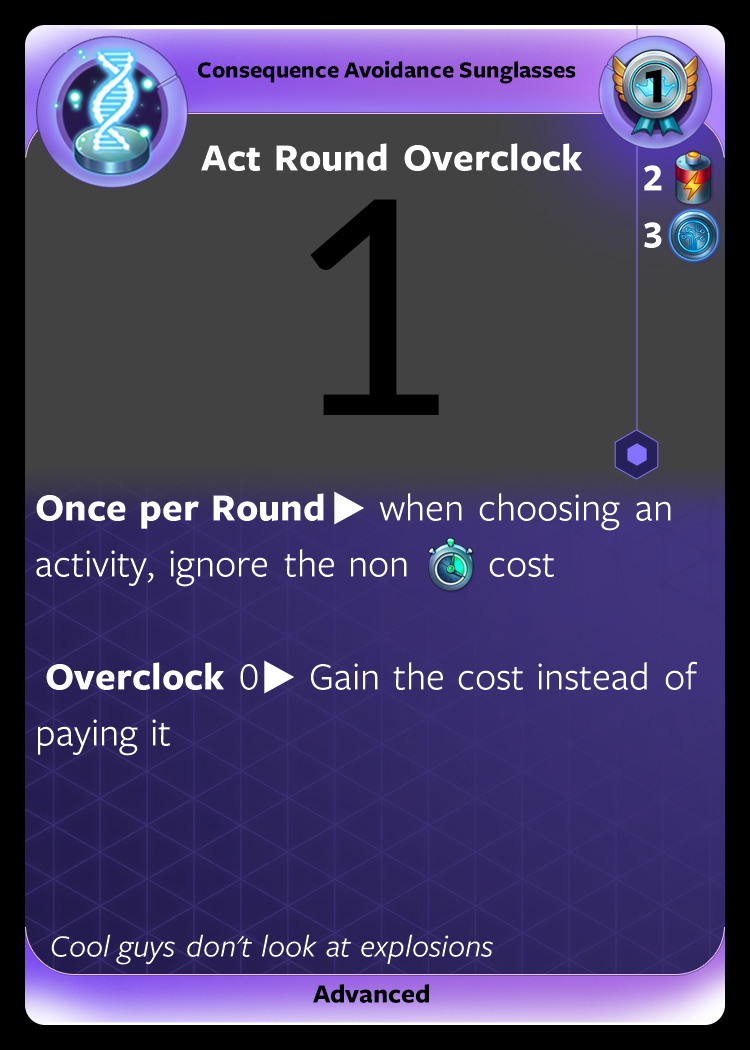 Consequence Avoidance Sunglasses
1
Act Round Overclock
2
3
1
Once per Round▶ when choosing an
activity, ignore the non cost
Overclock 0▶ Gain the cost instead of
paying it
Cool guys don't look at explosions
Advanced